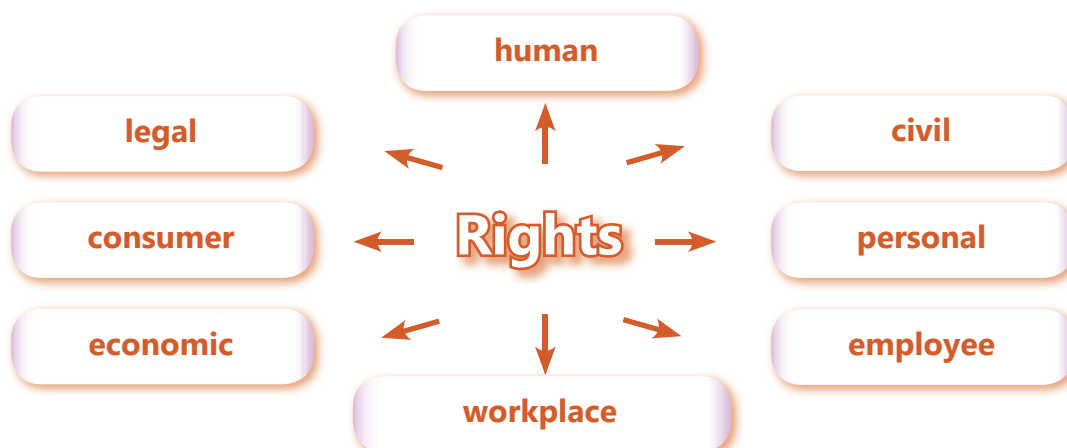 human
legal
civil
consumer
Rights
personal
economic
employee
workplace